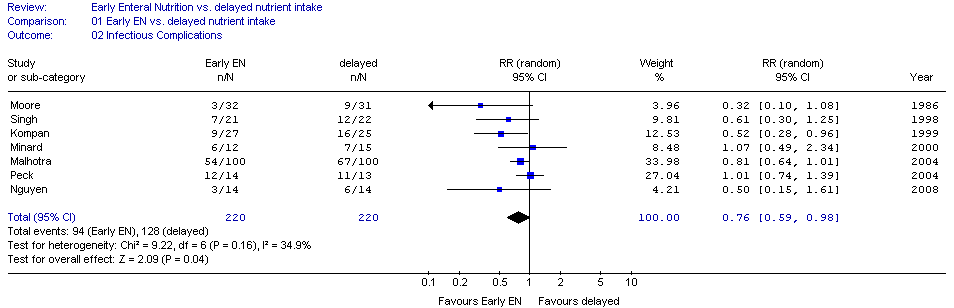 Review: Early Enteral Nutrition vs. delayed nutrient intake
Comparison: 01 Early EN vs. delayed nutrient intake
Outcome: 02 Infectious Complications
Study Early EN delayed RR (random) Weight RR (random)
or sub-category n/N n/N 95% CI % 95% CI Year
Moore 3/32 9/31 3.96 0.32 [0.10, 1.08] 1986
Singh 7/21 12/22 9.81 0.61 [0.30, 1.25] 1998
Kompan 9/27 16/25 12.53 0.52 [0.28, 0.96] 1999
Minard 6/12 7/15 8.48 1.07 [0.49, 2.34] 2000
Malhotra 54/100 67/100 33.98 0.81 [0.64, 1.01] 2004
Peck 12/14 11/13 27.04 1.01 [0.74, 1.39] 2004
Nguyen 3/14 6/14 4.21 0.50 [0.15, 1.61] 2008
Total (95% CI) 220 220 100.00 0.76 [0.59, 0.98]
Total events: 94 (Early EN), 128 (delayed)
Test for heterogeneity: Chi² = 9.22, df = 6 (P = 0.16), I² = 34.9%
Test for overall effect: Z = 2.09 (P = 0.04)
0.1 0.2 0.5 1 2 5 10
Favours Early EN Favours delayed